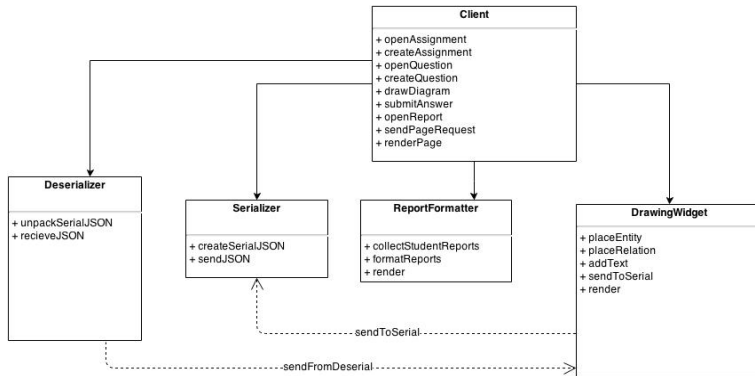 Client
+ openAssignment
+ createAssignment
+ openQuestion
+ createQuestion
+ drawDiagram
+ submitAnswer
+ openReport
+ sendPageRequest
+ renderPage
Deserializer
+ unpackSerialJSON
+ recieveJSON
Serializer
+ createSerialJSON
+ sendJSON
ReportFormatter
+ collectStudentReports
+ formatReports
+ render
DrawingWidget
+ placeEntity
+ placeRelation
+ addText
+ sendToSerial
+ render
sendToSerial
sendFromDeserial